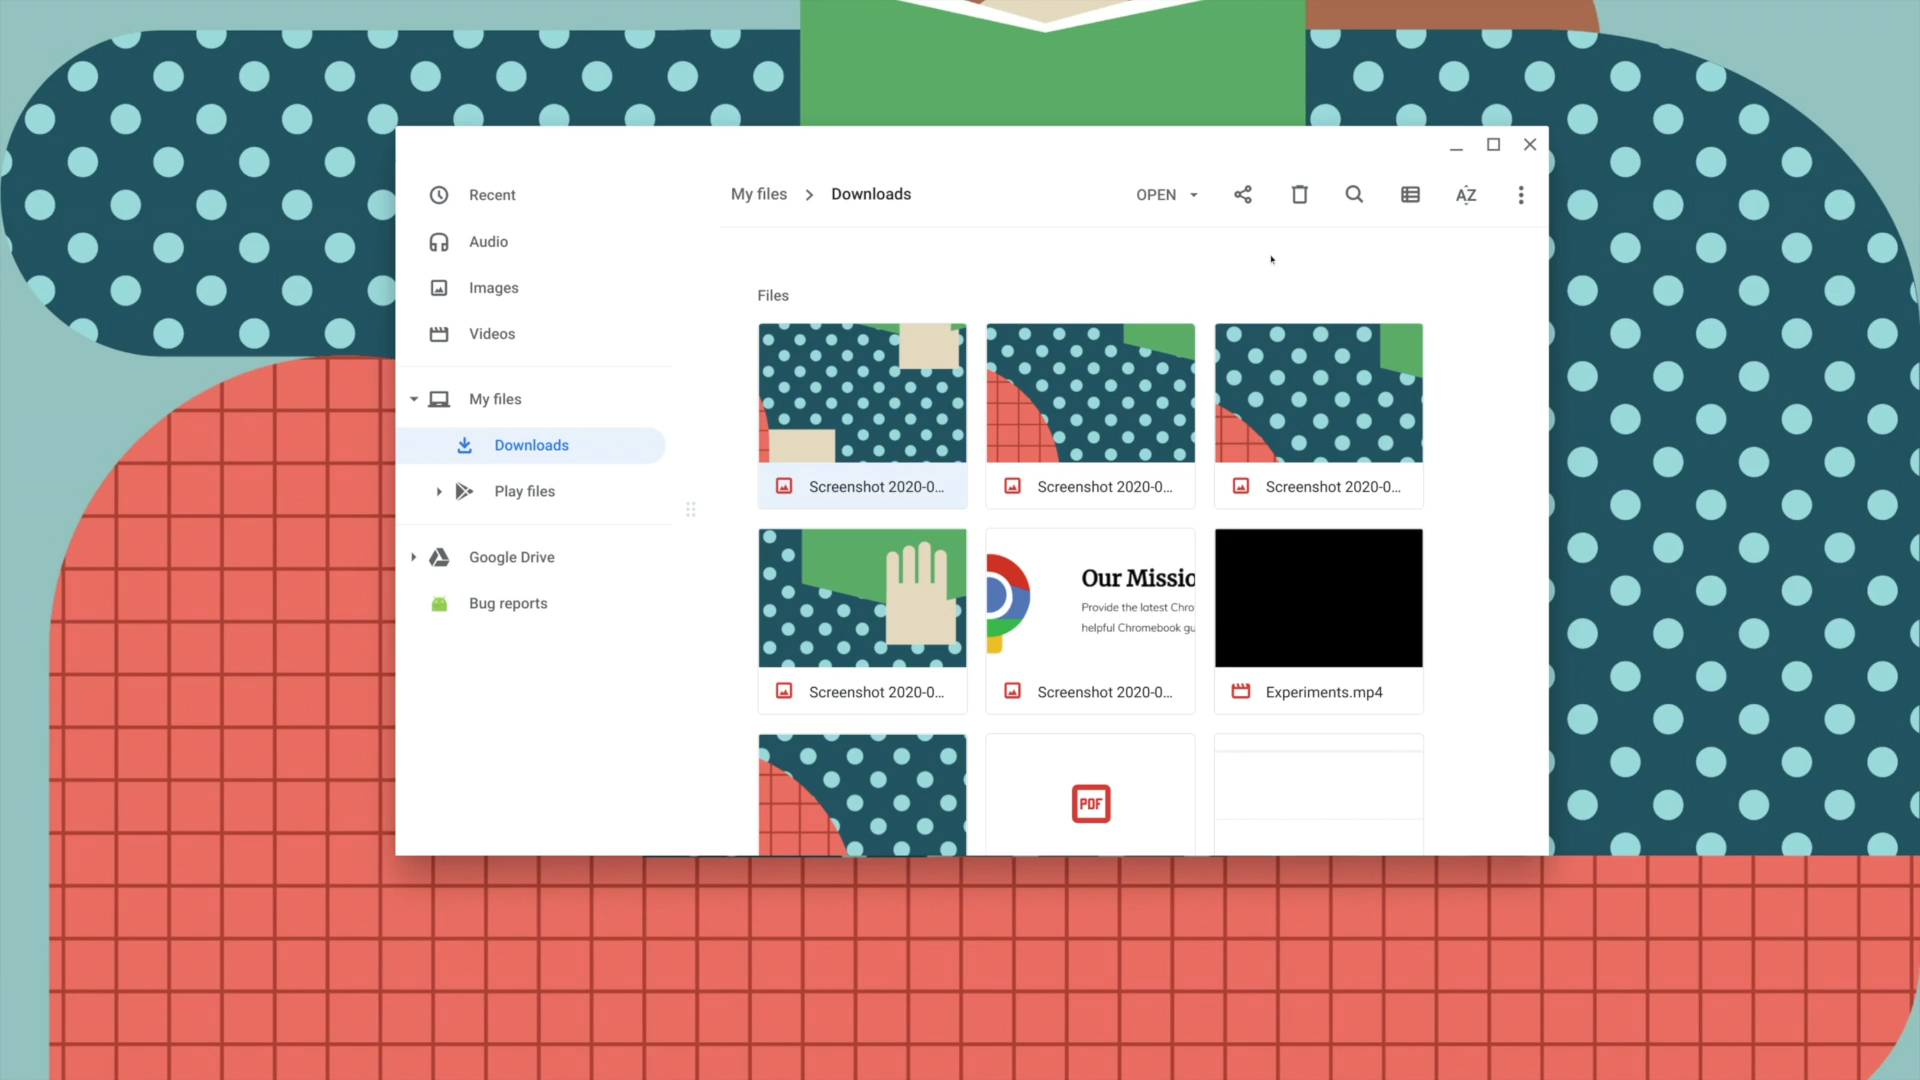 Recent
Audio
Images
Videos
My files
Downloads
Play files
Google Drive
Bug reports
My files > Downloads
OPEN
AZ
Files
Screenshot 2020-0...
Screenshot 2020-0...
Screenshot 2020-0...
Screenshot 2020-0...
Our Missio
Provide the latest Chro
helpful Chromebook gu
Screenshot 2020-0...
Experiments.mp4
PDF